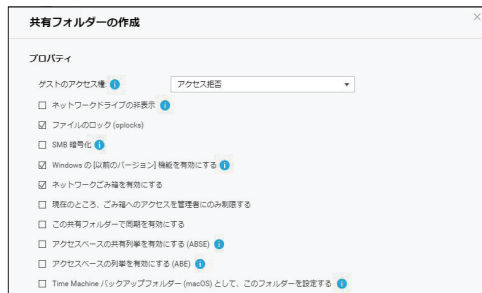 共有フォルダーの作成
プロパティ
ゲストのアクセス権: アクセス拒否
ネットワークドライブの非表示
ファイルのロック (oplocks)
SMB 暗号化
Windows の [以前のバージョン] 機能を有効にする
ネットワークごみ箱を有効にする
現在のところ、ごみ箱へのアクセスを管理者にのみ制限する
この共有フォルダーで同期を有効にする
アクセスベースの共有列挙を有効にする (ABSE)
アクセスベースの列挙を有効にする (ABE)
Time Machine バックアップフォルダー (macOS) として、このフォルダーを設定する